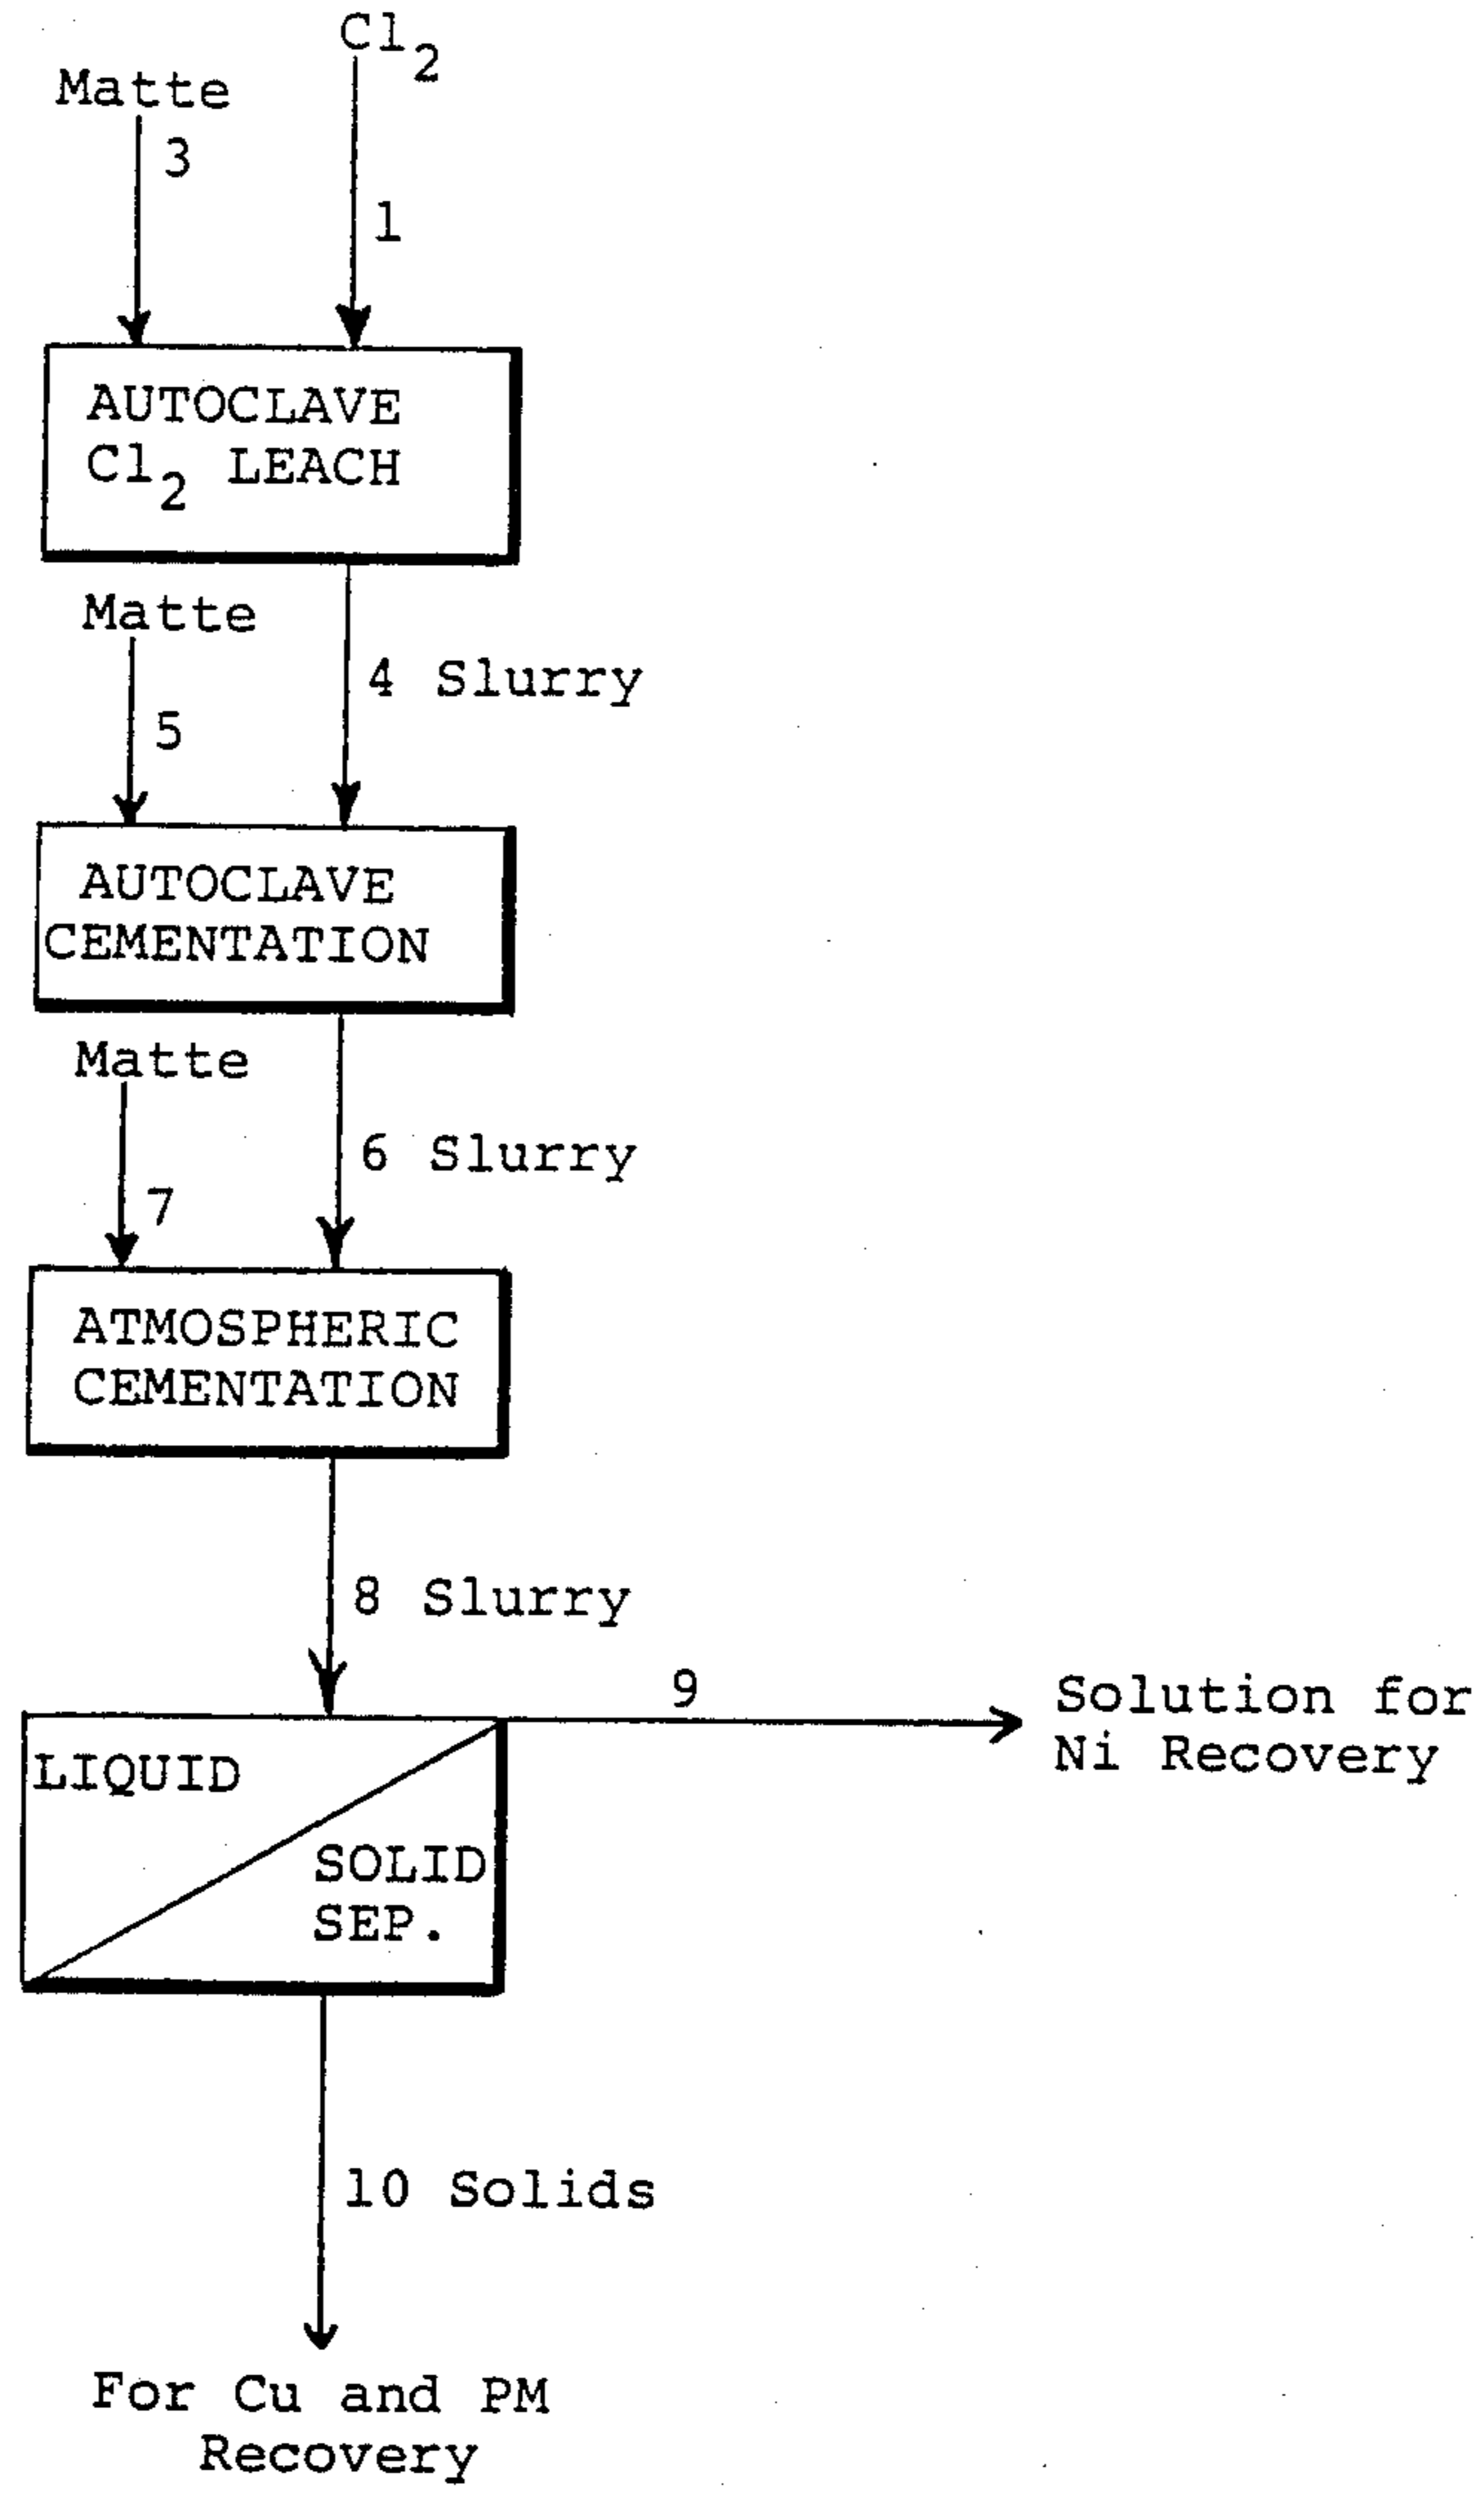 Cl2
Matte
3
1
AUTOCLAVE
Cl2 LEACH
Matte
4 Slurry
5
AUTOCLAVE
CEMENTATION
Matte
6 Slurry
7
ATMOSPHERIC
CEMENTATION
8 Slurry
9
Solution for
Ni Recovery
LIQUID
SOLID
SEP.
10 Solids
For Cu and PM
Recovery